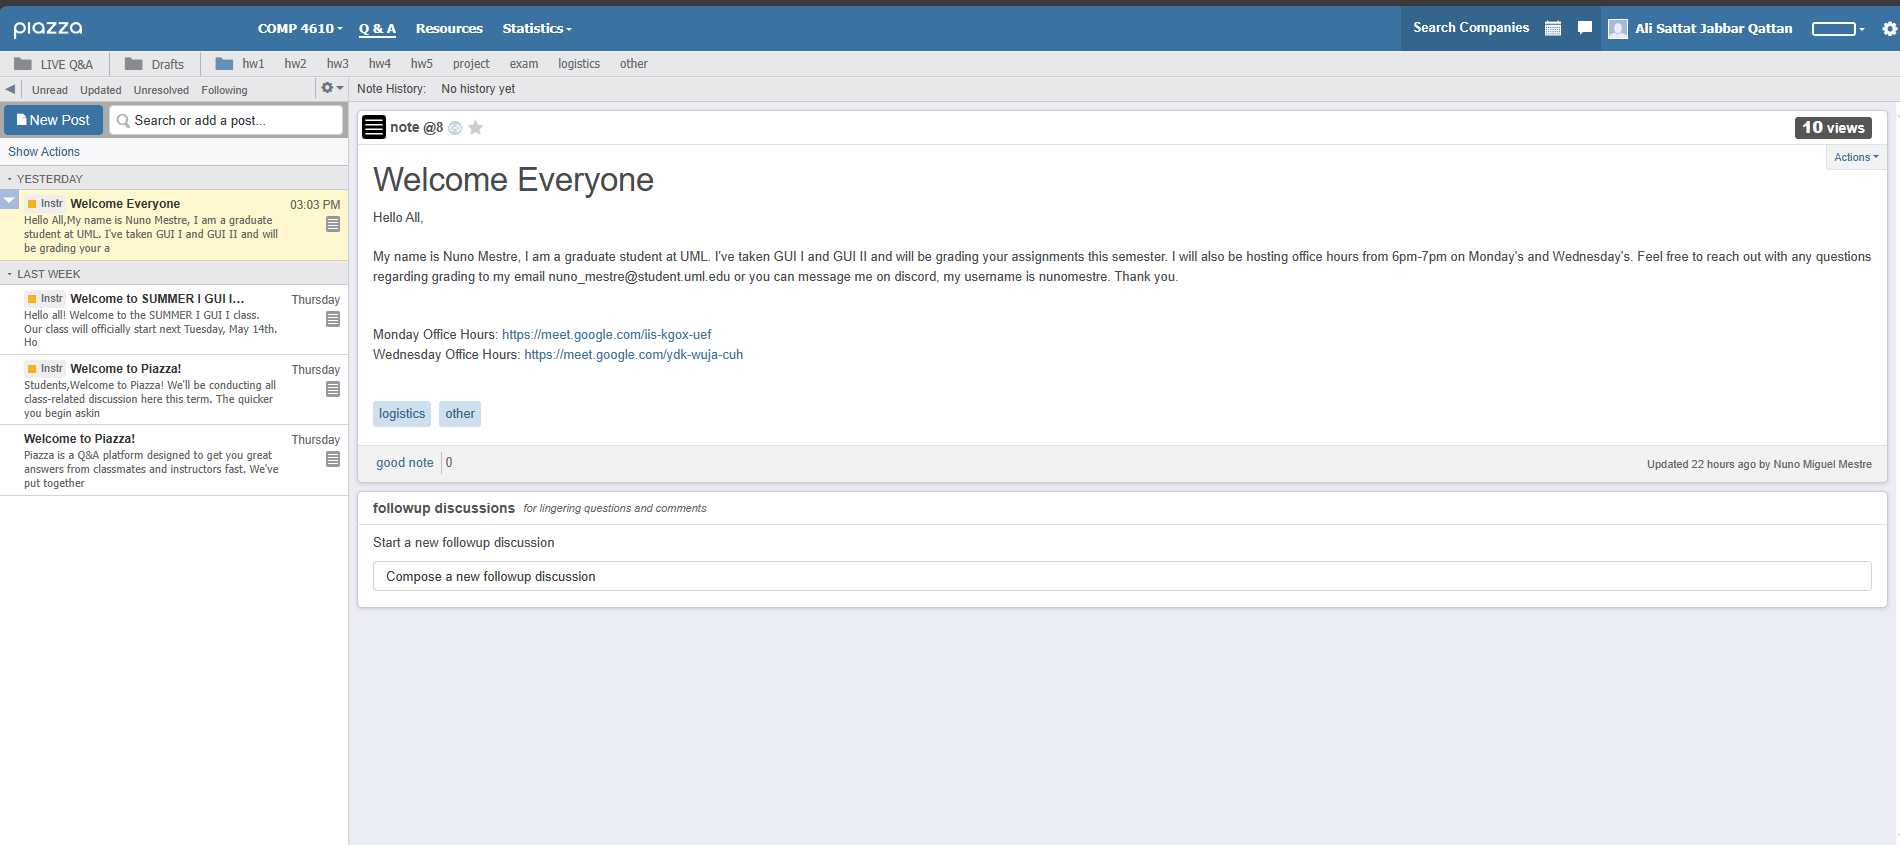 piazza
COMP 4610 Q & A Resources Statistics
Search Companies Ali Sattat Jabbar Qattan
LIVE Q&A Drafts hw1 hw2 hw3 hw4 hw5 project exam logistics other
Unread Updated Unresolved Following
Note History: No history yet
New Post Search or add a post...
Show Actions
YESTERDAY
Instr Welcome Everyone 03:03 PM
Hello All,My name is Nuno Mestre, I am a graduate
student at UML. I've taken GUI I and GUI II and will
be grading your a
LAST WEEK
Instr Welcome to SUMMER I GUI I... Thursday
Hello all! Welcome to the SUMMER I GUI I class.
Our class will officially start next Tuesday, May 14th.
Ho
Instr Welcome to Piazza! Thursday
Students,Welcome to Piazza! We'll be conducting all
class-related discussion here this term. The quicker
you begin askin
Welcome to Piazza! Thursday
Piazza is a Q&A platform designed to get you great
answers from classmates and instructors fast. We've
put together
note @8
10 views
Actions
Welcome Everyone
Hello All,
My name is Nuno Mestre, I am a graduate student at UML. I've taken GUI I and GUI II and will be grading your assignments this semester. I will also be hosting office hours from 6pm-7pm on Monday's and Wednesday's. Feel free to reach out with any questions
regarding grading to my email nuno_mestre@student.uml.edu or you can message me on discord, my username is nunomestre. Thank you.
Monday Office Hours: https://meet.google.com/iis-kgox-uef
Wednesday Office Hours: https://meet.google.com/ydk-wuja-cuh
logistics other
good note 0
Updated 22 hours ago by Nuno Miguel Mestre
followup discussions for lingering questions and comments
Start a new followup discussion
Compose a new followup discussion